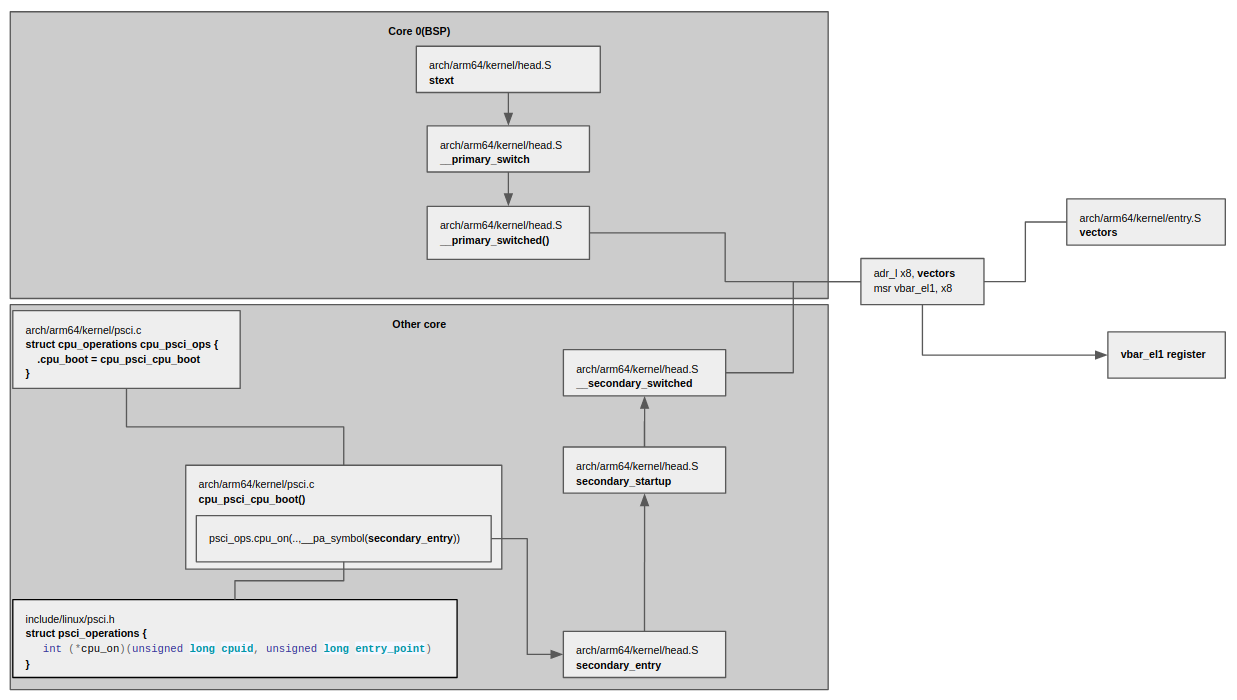 Core 0(BSP)
arch/arm64/kernel/head.S
stext
arch/arm64/kernel/head.S
__primary_switch
arch/arm64/kernel/head.S
__primary_switched()
arch/arm64/kernel/entry.S
vectors
adr_l x8, vectors
msr vbar_el1, x8
vbar_el1 register
Other core
arch/arm64/kernel/psci.c
struct cpu_operations cpu_psci_ops {
.cpu_boot = cpu_psci_cpu_boot
}
arch/arm64/kernel/head.S
__secondary_switched
arch/arm64/kernel/head.S
secondary_startup
arch/arm64/kernel/psci.c
cpu_psci_cpu_boot()
psci_ops.cpu_on(..,__pa_symbol(secondary_entry))
include/linux/psci.h
struct psci_operations {
int (*cpu_on)(unsigned long cpuid, unsigned long entry_point)
}
arch/arm64/kernel/head.S
secondary_entry